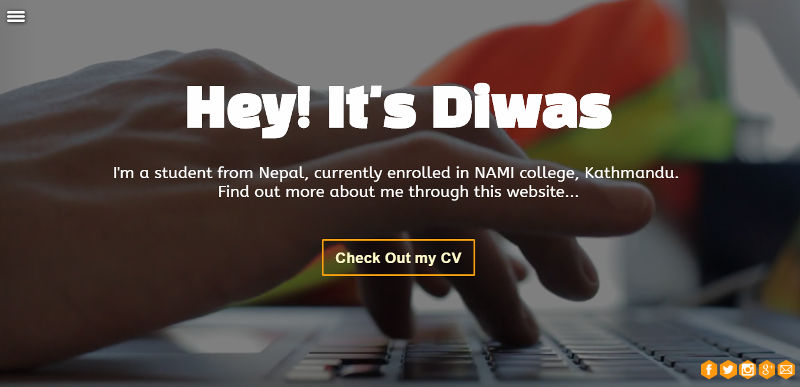 Hey! It's Diwas
I'm a student from Nepal, currently enrolled in NAMI college, Kathmandu.
Find out more about me through this website...
Check Out my CV